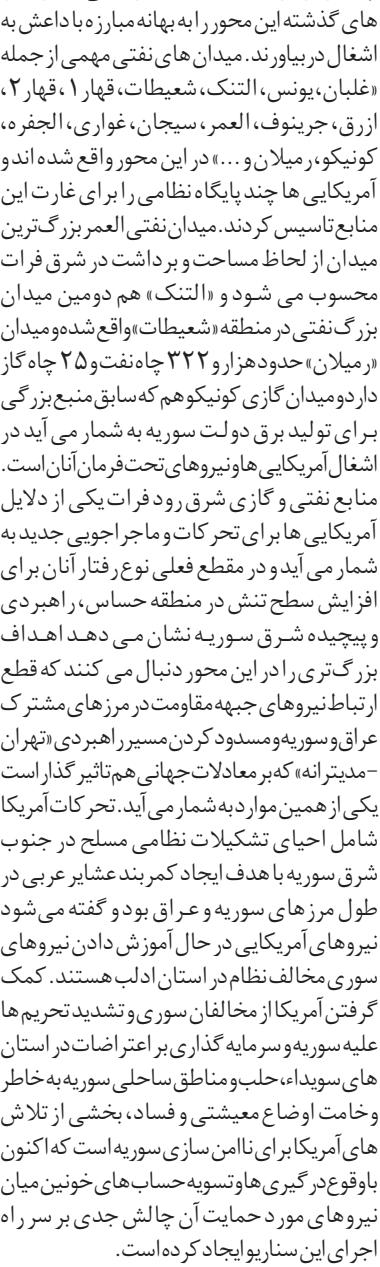 های گذشته این محور را به بهانه مبارزه با داعش به
اشغال دربیاورند. میدان های نفتی مهمی از جمله
«غلبان، یونس، التنک، شعیطات، قهار ۱، قهار ۲،
ازرق، جرینوف، العمر، سیجان، غواری، الجفره،
کونیکو، رمیلان و ...» در این محور واقع شده اند و
آمریکایی ها چند پایگاه نظامی را برای غارت این
منابع تاسیس کردند. میدان نفتی العمر بزرگ‌ترین
میدان از لحاظ مساحت و برداشت در شرق فرات
محسوب می شود و «التنک» هم دومین میدان
بزرگ نفتی در منطقه «شعیطات» واقع شده و میدان
«رمیلان» حدود هزار و ۳۲۲ چاه نفت و ۲۵ چاه گاز
دارد و میدان گازی کونیکو هم که سابق منبع بزرگی
برای تولید برق دولت سوریه به شمار می آید در
اشغال آمریکایی ها و نیروهای تحت فرمان آنان است.
منابع نفتی و گازی شرق رود فرات یکی از دلایل
آمریکایی ها برای تحرکات و ماجراجویی جدید به
شمار می آید و در مقطع فعلی نوع رفتار آنان برای
افزایش سطح تنش در منطقه حساس، راهبردی
و پیچیده شرق سوریه نشان می دهد اهداف
بزرگ‌تری را در این محور دنبال می کنند که قطع
ارتباط نیروهای جبهه مقاومت در مرزهای مشترک
عراق و سوریه و مسدود کردن مسیر راهبردی «تهران
-مدیترانه» که بر معادلات جهانی هم تاثیر گذار است
یکی از همین موارد به شمار می آید. تحرکات آمریکا
شامل احیای تشکیلات نظامی مسلح در جنوب
شرق سوریه با هدف ایجاد کمربند عشایر عربی در
طول مرزهای سوریه و عراق بود و گفته می شود
نیروهای آمریکایی در حال آموزش دادن نیروهای
سوری مخالف نظام در استان ادلب هستند. کمک
گرفتن آمریکا از مخالفان سوری و تشدید تحریم ها
علیه سوریه و سرمایه گذاری بر اعتراضات در استان
های سویداء، حلب و مناطق ساحلی سوریه به خاطر
وخامت اوضاع معیشتی و فساد، بخشی از تلاش
های آمریکا برای ناامن سازی سوریه است که اکنون
با وقوع درگیری ها و تسویه حساب های خونین میان
نیروهای مورد حمایت آن چالش جدی بر سر راه
اجرای این سناریو ایجاد کرده است.